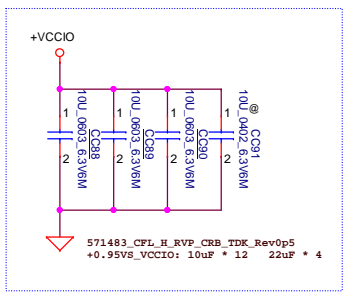 +VCCIO
1
2
10U_0603_6.3V6M
CC88
1
2
10U_0603_6.3V6M
CC89
1
2
10U_0603_6.3V6M
CC90
1
2
10U_0402_6.3V6M
@
CC91
571483_CFL_H_RVP_CRB_TDK_Rev0p5
+0.95VS_VCCIO: 10uF * 12 22uF * 4